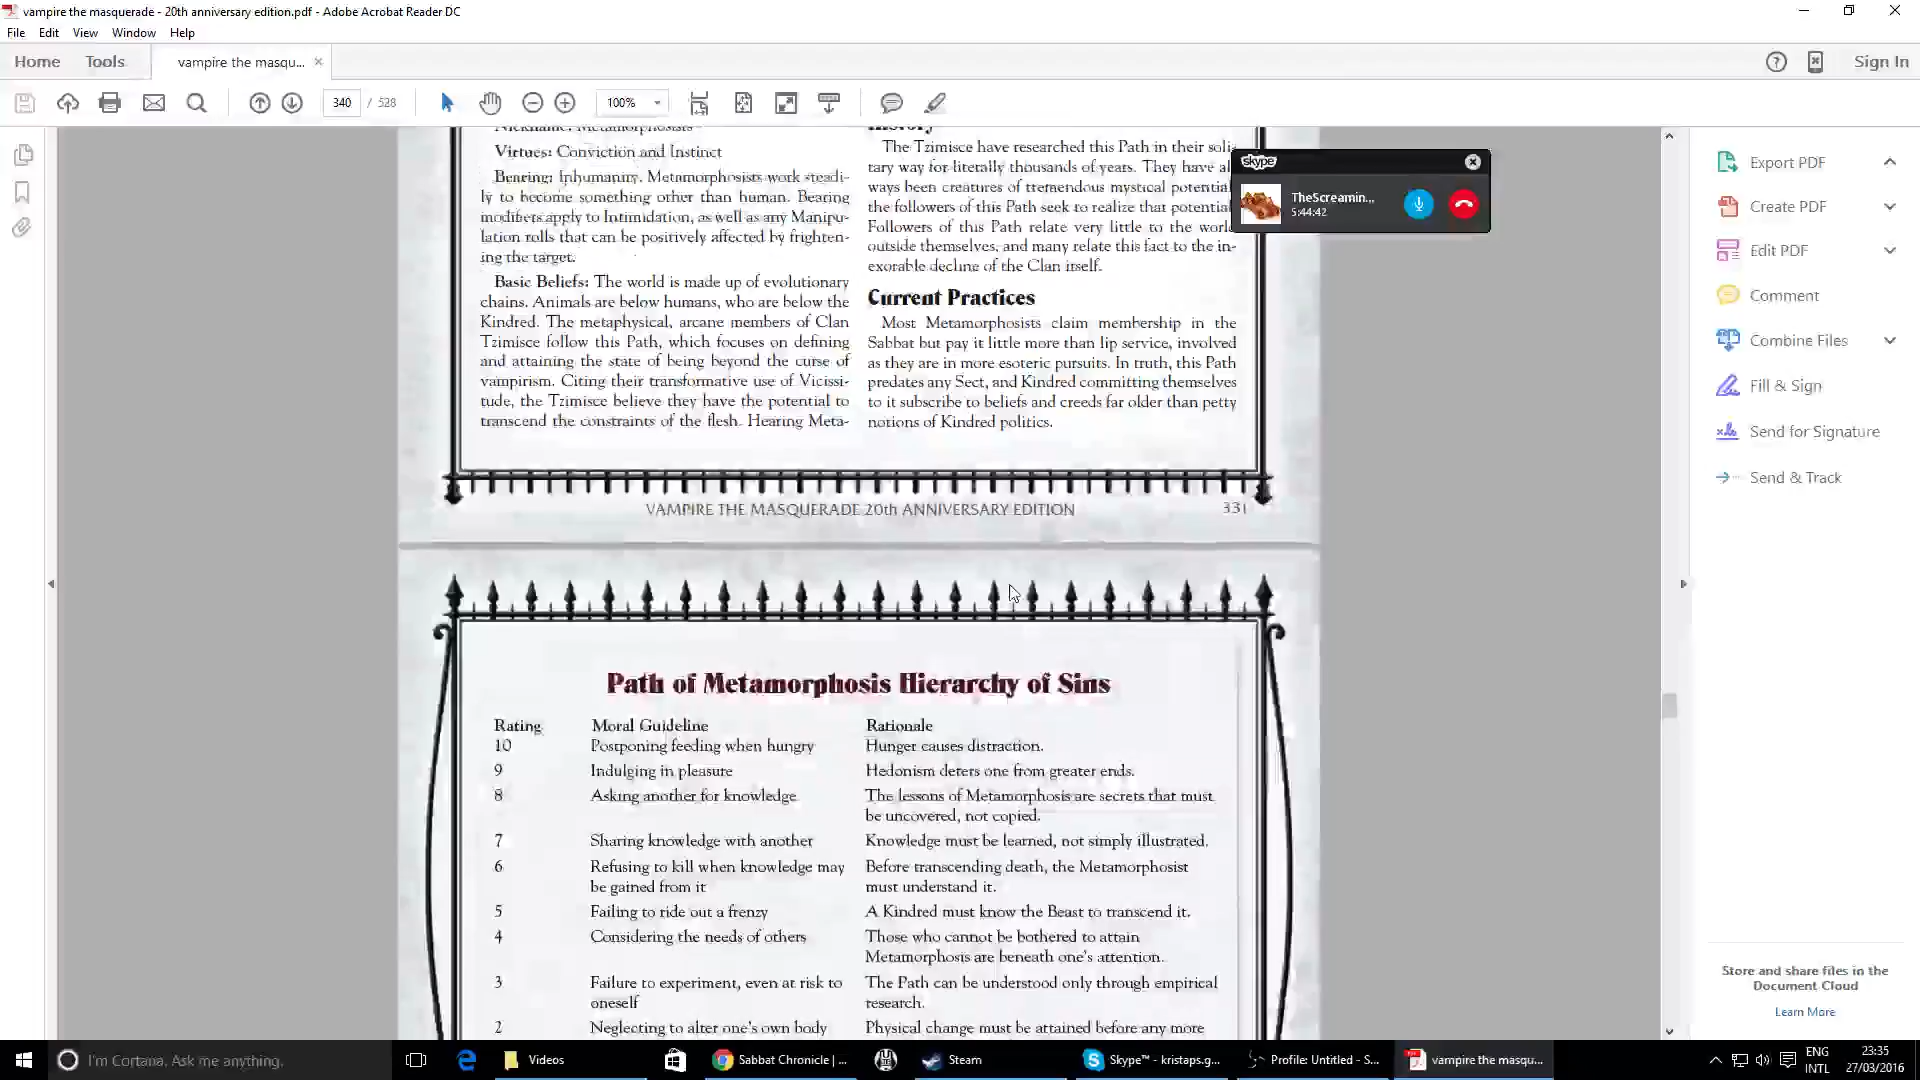 vampire the masquerade - 20th anniversary edition.pdf - Adobe Acrobat Reader DC
File Edit View Window Help
Home Tools vampire the masqu... Sign In
340 / 528 100%
Nickname: Metamorphosists
Virtues: Conviction and Instinct
Bearing: Inhumanity. Metamorphosists work steadi-
ly to become something other than human. Bearing
modifiers apply to Intimidation, as well as any Manipu-
lation rolls that can be positively affected by frighten-
ing the target.
Basic Beliefs: The world is made up of evolutionary
chains. Animals are below humans, who are below the
Kindred. The metaphysical, arcane members of Clan
Tzimisce follow this Path, which focuses on defining
and attaining the state of being beyond the curse of
vampirism. Citing their transformative use of Vicissi-
tude, the Tzimisce believe they have the potential to
transcend the constraints of the flesh. Hearing Meta-
History
The Tzimisce have researched this Path in their soli-
tary way for literally thousands of years. They have al-
ways been creatures of tremendous mystical potential
the followers of this Path seek to realize that potential
Followers of this Path relate very little to the world
outside themselves, and many relate this fact to the in-
exorable decline of the Clan itself.
Current Practices
Most Metamorphosists claim membership in the
Sabbat but pay it little more than lip service, involved
as they are in more esoteric pursuits. In truth, this Path
predates any Sect, and Kindred committing themselves
to it subscribe to beliefs and creeds far older than petty
notions of Kindred politics.
VAMPIRE THE MASQUERADE 20th ANNIVERSARY EDITION
331
skype
TheScreamin...
5:44:42
Path of Metamorphosis Hierarchy of Sins
Rating Moral Guideline Rationale
10 Postponing feeding when hungry Hunger causes distraction.
9 Indulging in pleasure Hedonism deters one from greater ends.
8 Asking another for knowledge The lessons of Metamorphosis are secrets that must
be uncovered, not copied.
7 Sharing knowledge with another Knowledge must be learned, not simply illustrated.
6 Refusing to kill when knowledge may Before transcending death, the Metamorphosist
be gained from it must understand it.
5 Failing to ride out a frenzy A Kindred must know the Beast to transcend it.
4 Considering the needs of others Those who cannot be bothered to attain
Metamorphosis are beneath one's attention.
3 Failure to experiment, even at risk to The Path can be understood only through empirical
oneself research.
2 Neglecting to alter one's own body Physical change must be attained before any more
Export PDF
Create PDF
Edit PDF
Comment
Combine Files
Fill & Sign
Send for Signature
Send & Track
Store and share files in the
Document Cloud
Learn More
I'm Cortana. Ask me anything.
Videos
Sabbat Chronicle | ...
Steam
Skype™ - kristaps.g...
Profile: Untitled - S...
vampire the masqu...
ENG
INTL
23:35
27/03/2016